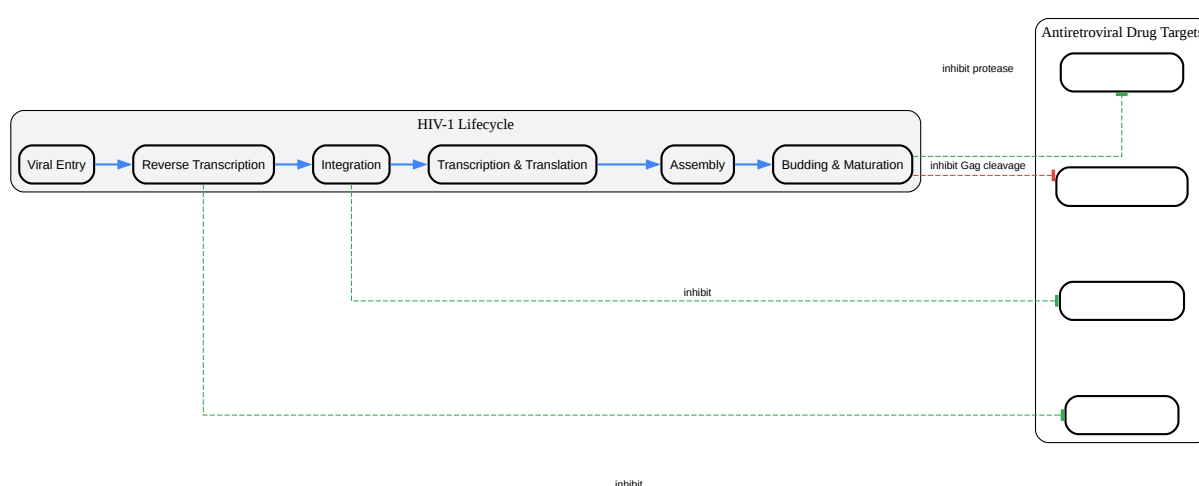 Antiretroviral Drug Targets
inhibit protease
HIV-1 Lifecycle
Viral Entry
Reverse Transcription
Integration
Transcription & Translation
Assembly
Budding & Maturation
inhibit Gag cleavage
inhibit
inhibit